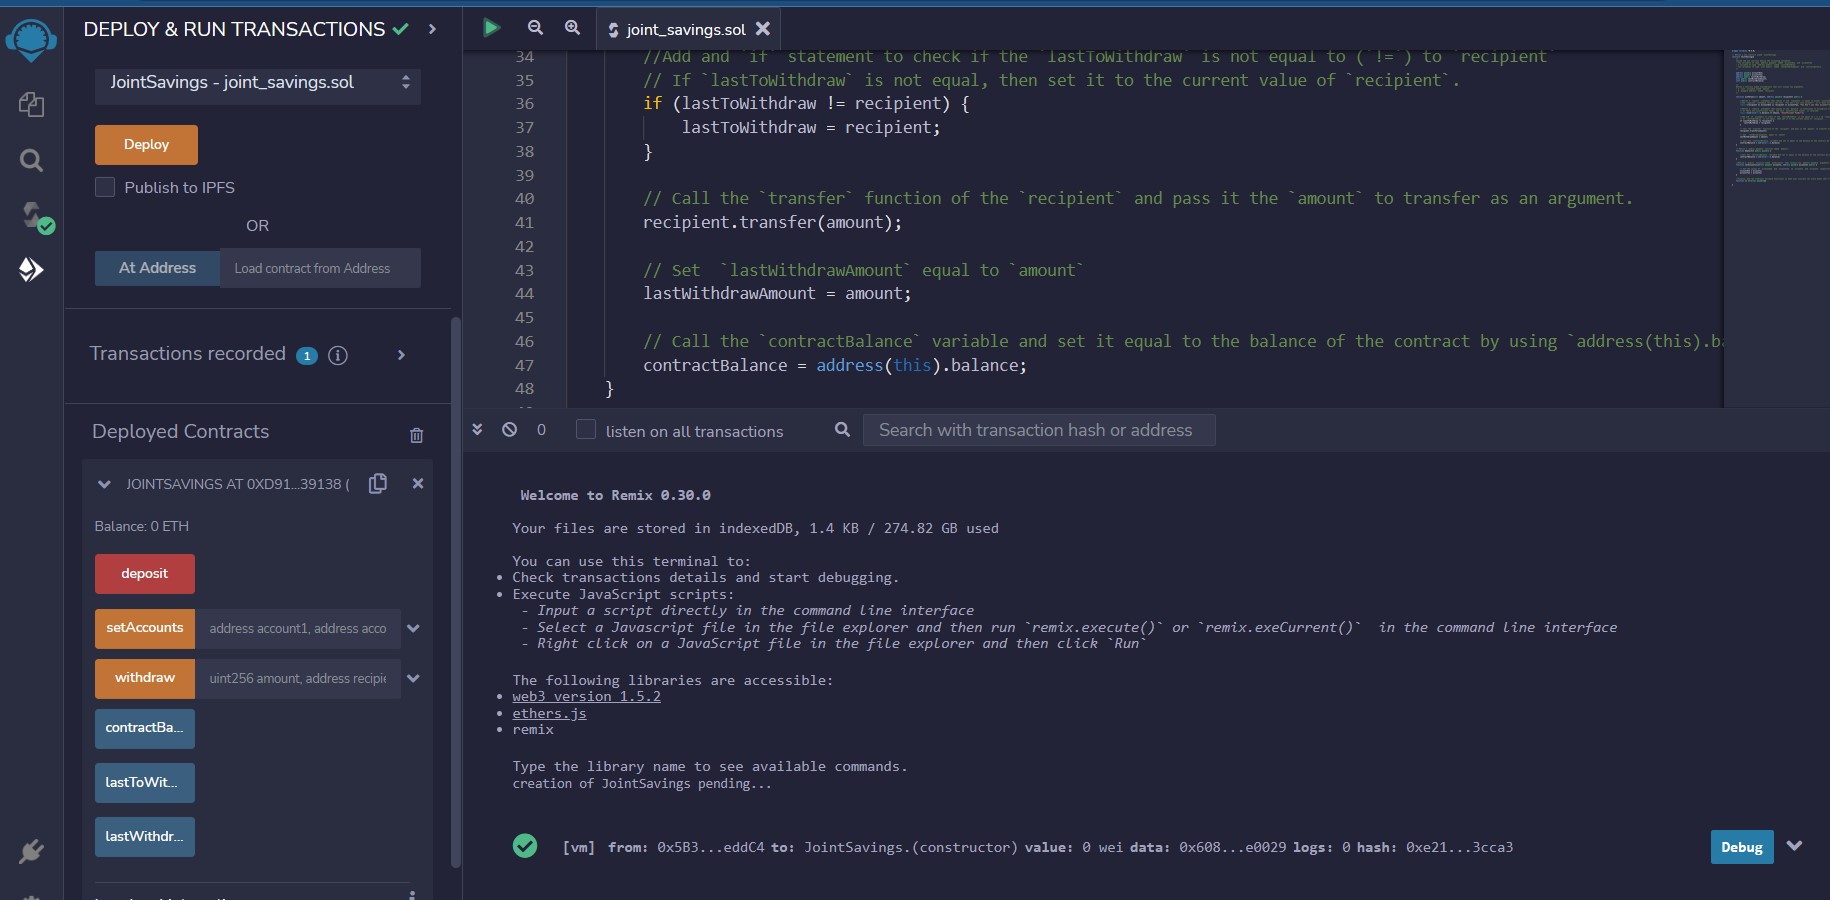 DEPLOY & RUN TRANSACTIONS
JointSavings - joint_savings.sol
Deploy
Publish to IPFS
OR
At Address
Load contract from Address
Transactions recorded 1
Deployed Contracts
JOINTSAVINGS AT 0XD91...39138 (
Balance: 0 ETH
deposit
setAccounts
address account1, address acco
withdraw
uint256 amount, address recipie
contractBa...
lastToWit...
lastWithdr...
joint_savings.sol
34 //Add and `if` statement to check if the `lastToWithdraw` is not equal to (`!=`) to `recipient`
35 // If `lastToWithdraw` is not equal, then set it to the current value of `recipient`.
36 if (lastToWithdraw != recipient) {
37 lastToWithdraw = recipient;
38 }
39
40 // Call the `transfer` function of the `recipient` and pass it the `amount` to transfer as an argument.
41 recipient.transfer(amount);
42
43 // Set  `lastWithdrawAmount` equal to `amount`
44 lastWithdrawAmount = amount;
45
46 // Call the `contractBalance` variable and set it equal to the balance of the contract by using `address(this).ba
47 contractBalance = address(this).balance;
48 }
0
listen on all transactions
Search with transaction hash or address
Welcome to Remix 0.30.0
Your files are stored in indexedDB, 1.4 KB / 274.82 GB used
You can use this terminal to:
• Check transactions details and start debugging.
• Execute JavaScript scripts:
- Input a script directly in the command line interface
- Select a Javascript file in the file explorer and then run `remix.execute()` or `remix.exeCurrent()`  in the command line interface
- Right click on a JavaScript file in the file explorer and then click `Run`
The following libraries are accessible:
• web3 version 1.5.2
• ethers.js
• remix
Type the library name to see available commands.
creation of JointSavings pending...
[vm] from: 0x5B3...eddC4 to: JointSavings.(constructor) value: 0 wei data: 0x608...e0029 logs: 0 hash: 0xe21...3cca3
Debug